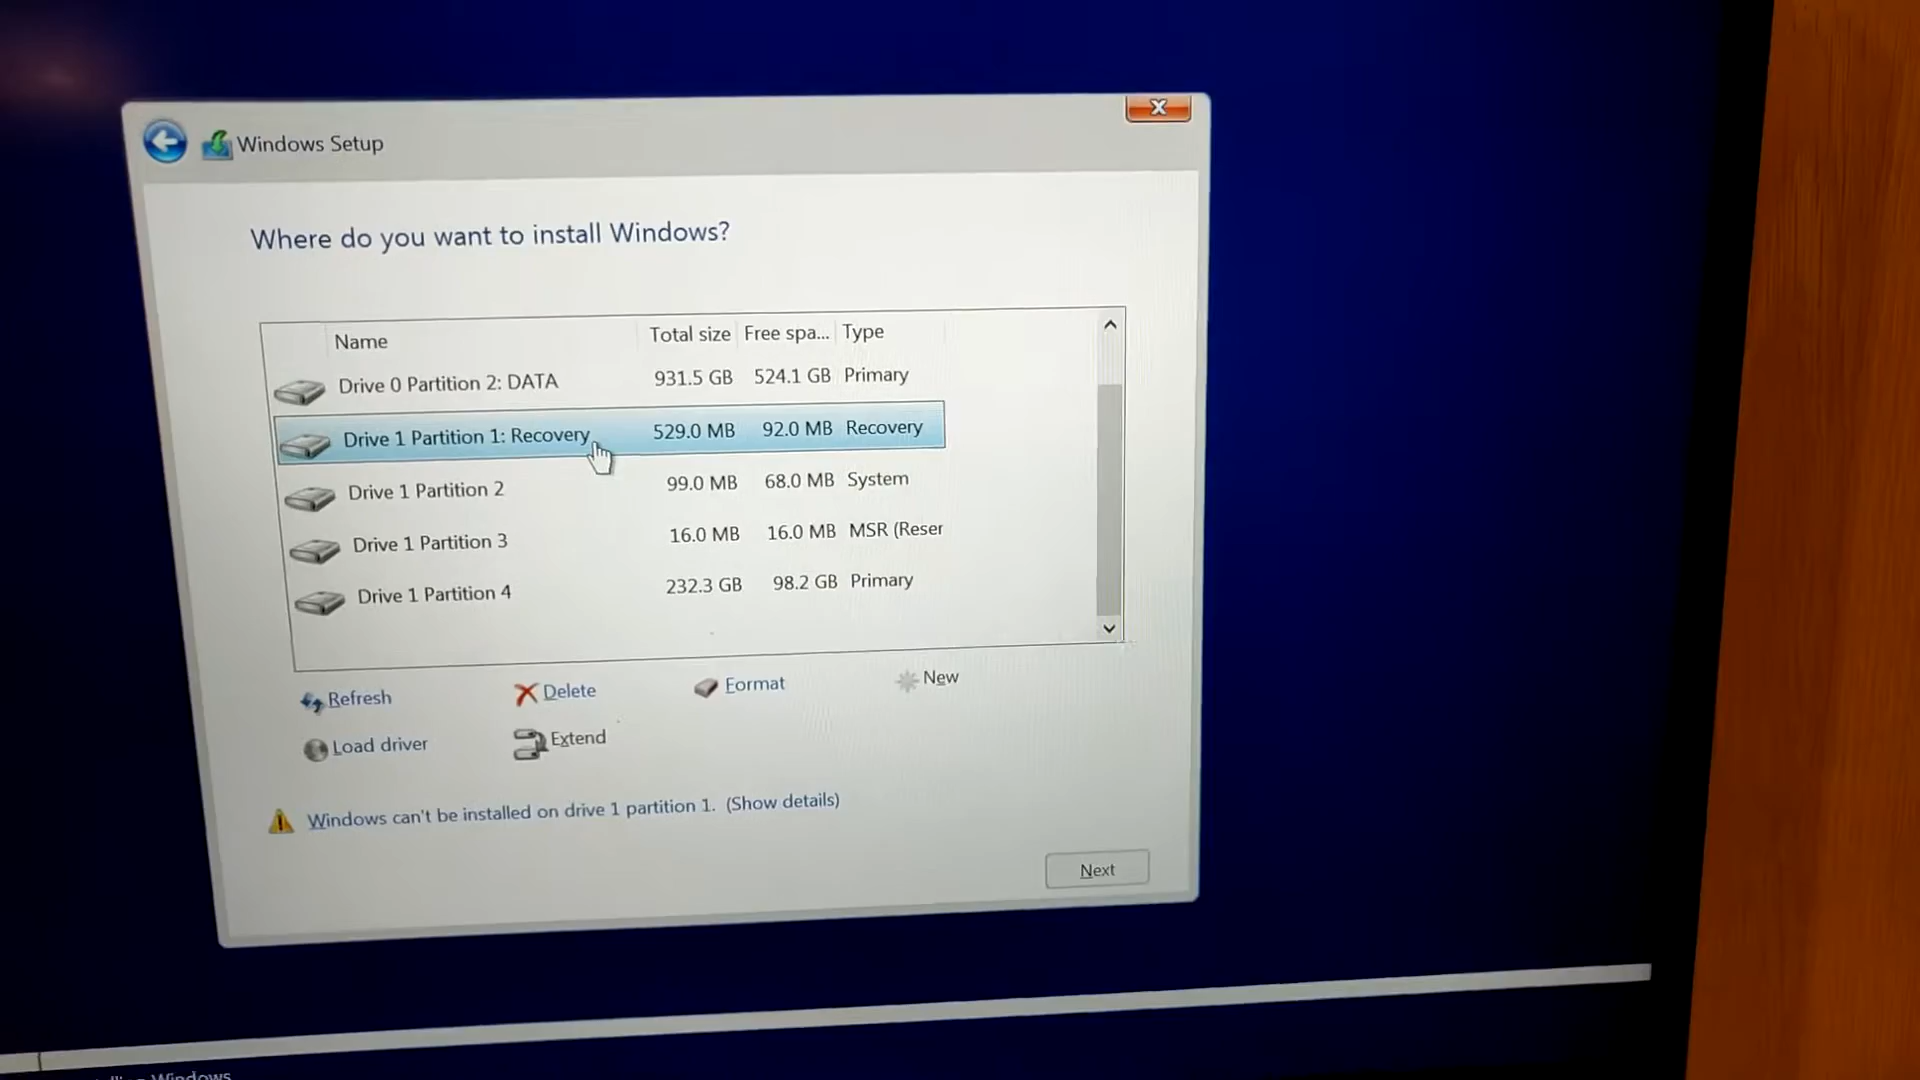 Windows Setup
Where do you want to install Windows?
Name Total size Free spa... Type
Drive 0 Partition 2: DATA 931.5 GB 524.1 GB Primary
Drive 1 Partition 1: Recovery 529.0 MB 92.0 MB Recovery
Drive 1 Partition 2 99.0 MB 68.0 MB System
Drive 1 Partition 3 16.0 MB 16.0 MB MSR (Reser
Drive 1 Partition 4 232.3 GB 98.2 GB Primary
Refresh Delete Format New
Load driver Extend
Windows can't be installed on drive 1 partition 1. (Show details)
Next
Windows